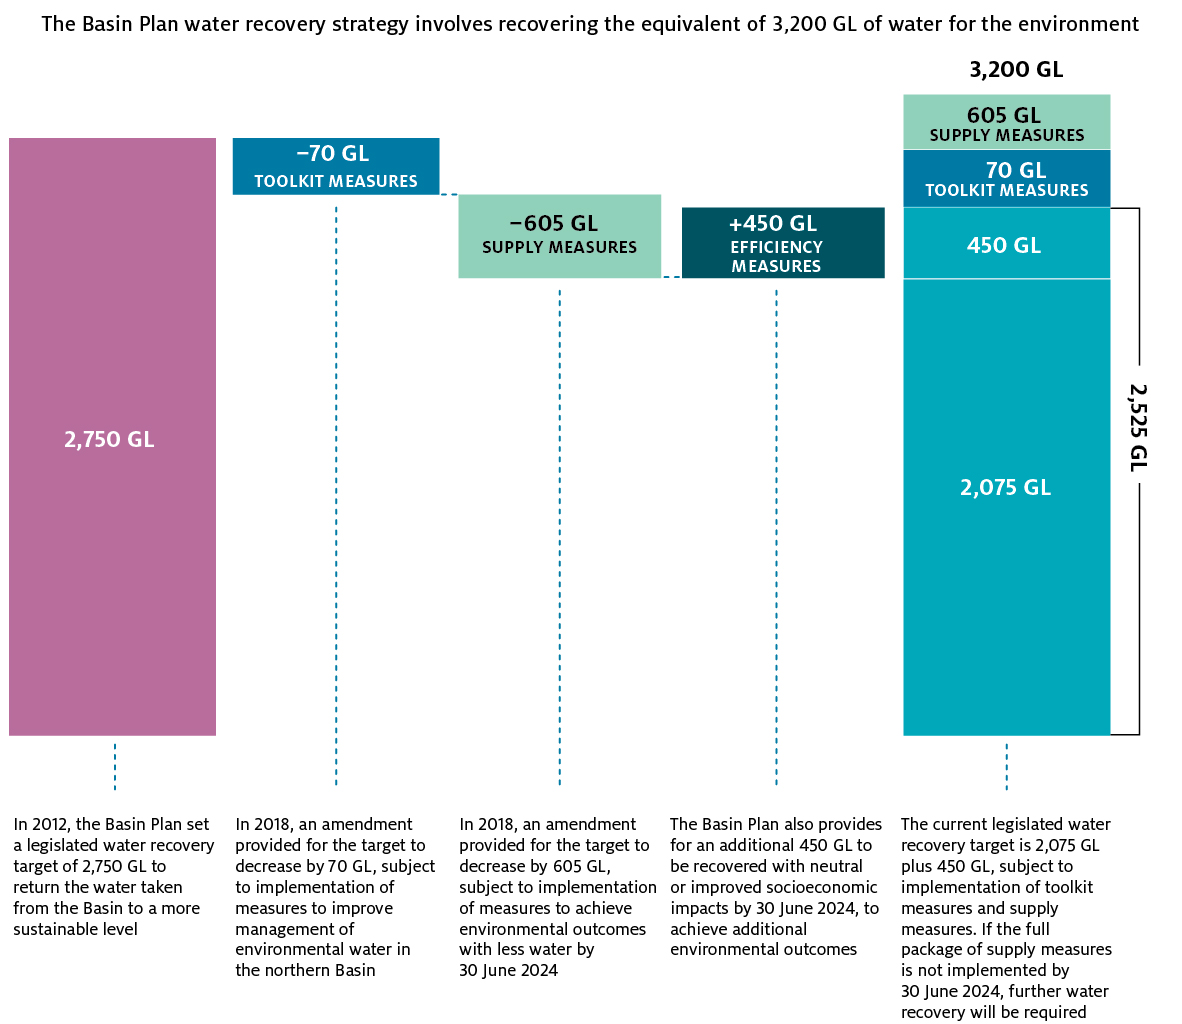 The Basin Plan water recovery strategy involves recovering the equivalent of 3,200 GL of water for the environment
2,750 GL
In 2012, the Basin Plan set
a legislated water recovery
target of 2,750 GL to
return the water taken
from the Basin to a more
sustainable level
−70 GL
TOOLKIT MEASURES
In 2018, an amendment
provided for the target to
decrease by 70 GL, subject
to implementation of
measures to improve
management of
environmental water in
the northern Basin
−605 GL
SUPPLY MEASURES
In 2018, an amendment
provided for the target to
decrease by 605 GL,
subject to implementation
of measures to achieve
environmental outcomes
with less water by
30 June 2024
+450 GL
EFFICIENCY
MEASURES
The Basin Plan also provides
for an additional 450 GL to
be recovered with neutral
or improved socioeconomic
impacts by 30 June 2024, to
achieve additional
environmental outcomes
3,200 GL
605 GL
SUPPLY MEASURES
70 GL
TOOLKIT MEASURES
450 GL
2,075 GL
2,525 GL
The current legislated water
recovery target is 2,075 GL
plus 450 GL, subject to
implementation of toolkit
measures and supply
measures. If the full
package of supply measures
is not implemented by
30 June 2024, further water
recovery will be required